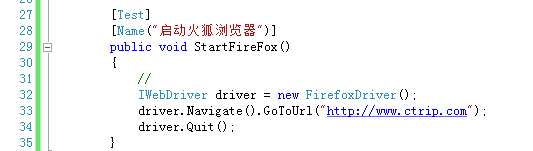 27 [Test]
28 [Name("启动火狐浏览器")]
29 public void StartFireFox()
30 {
31 //
32 IWebDriver driver = new FirefoxDriver();
33 driver.Navigate().GoToUrl("http://www.ctrip.com");
34 driver.Quit();
35 }